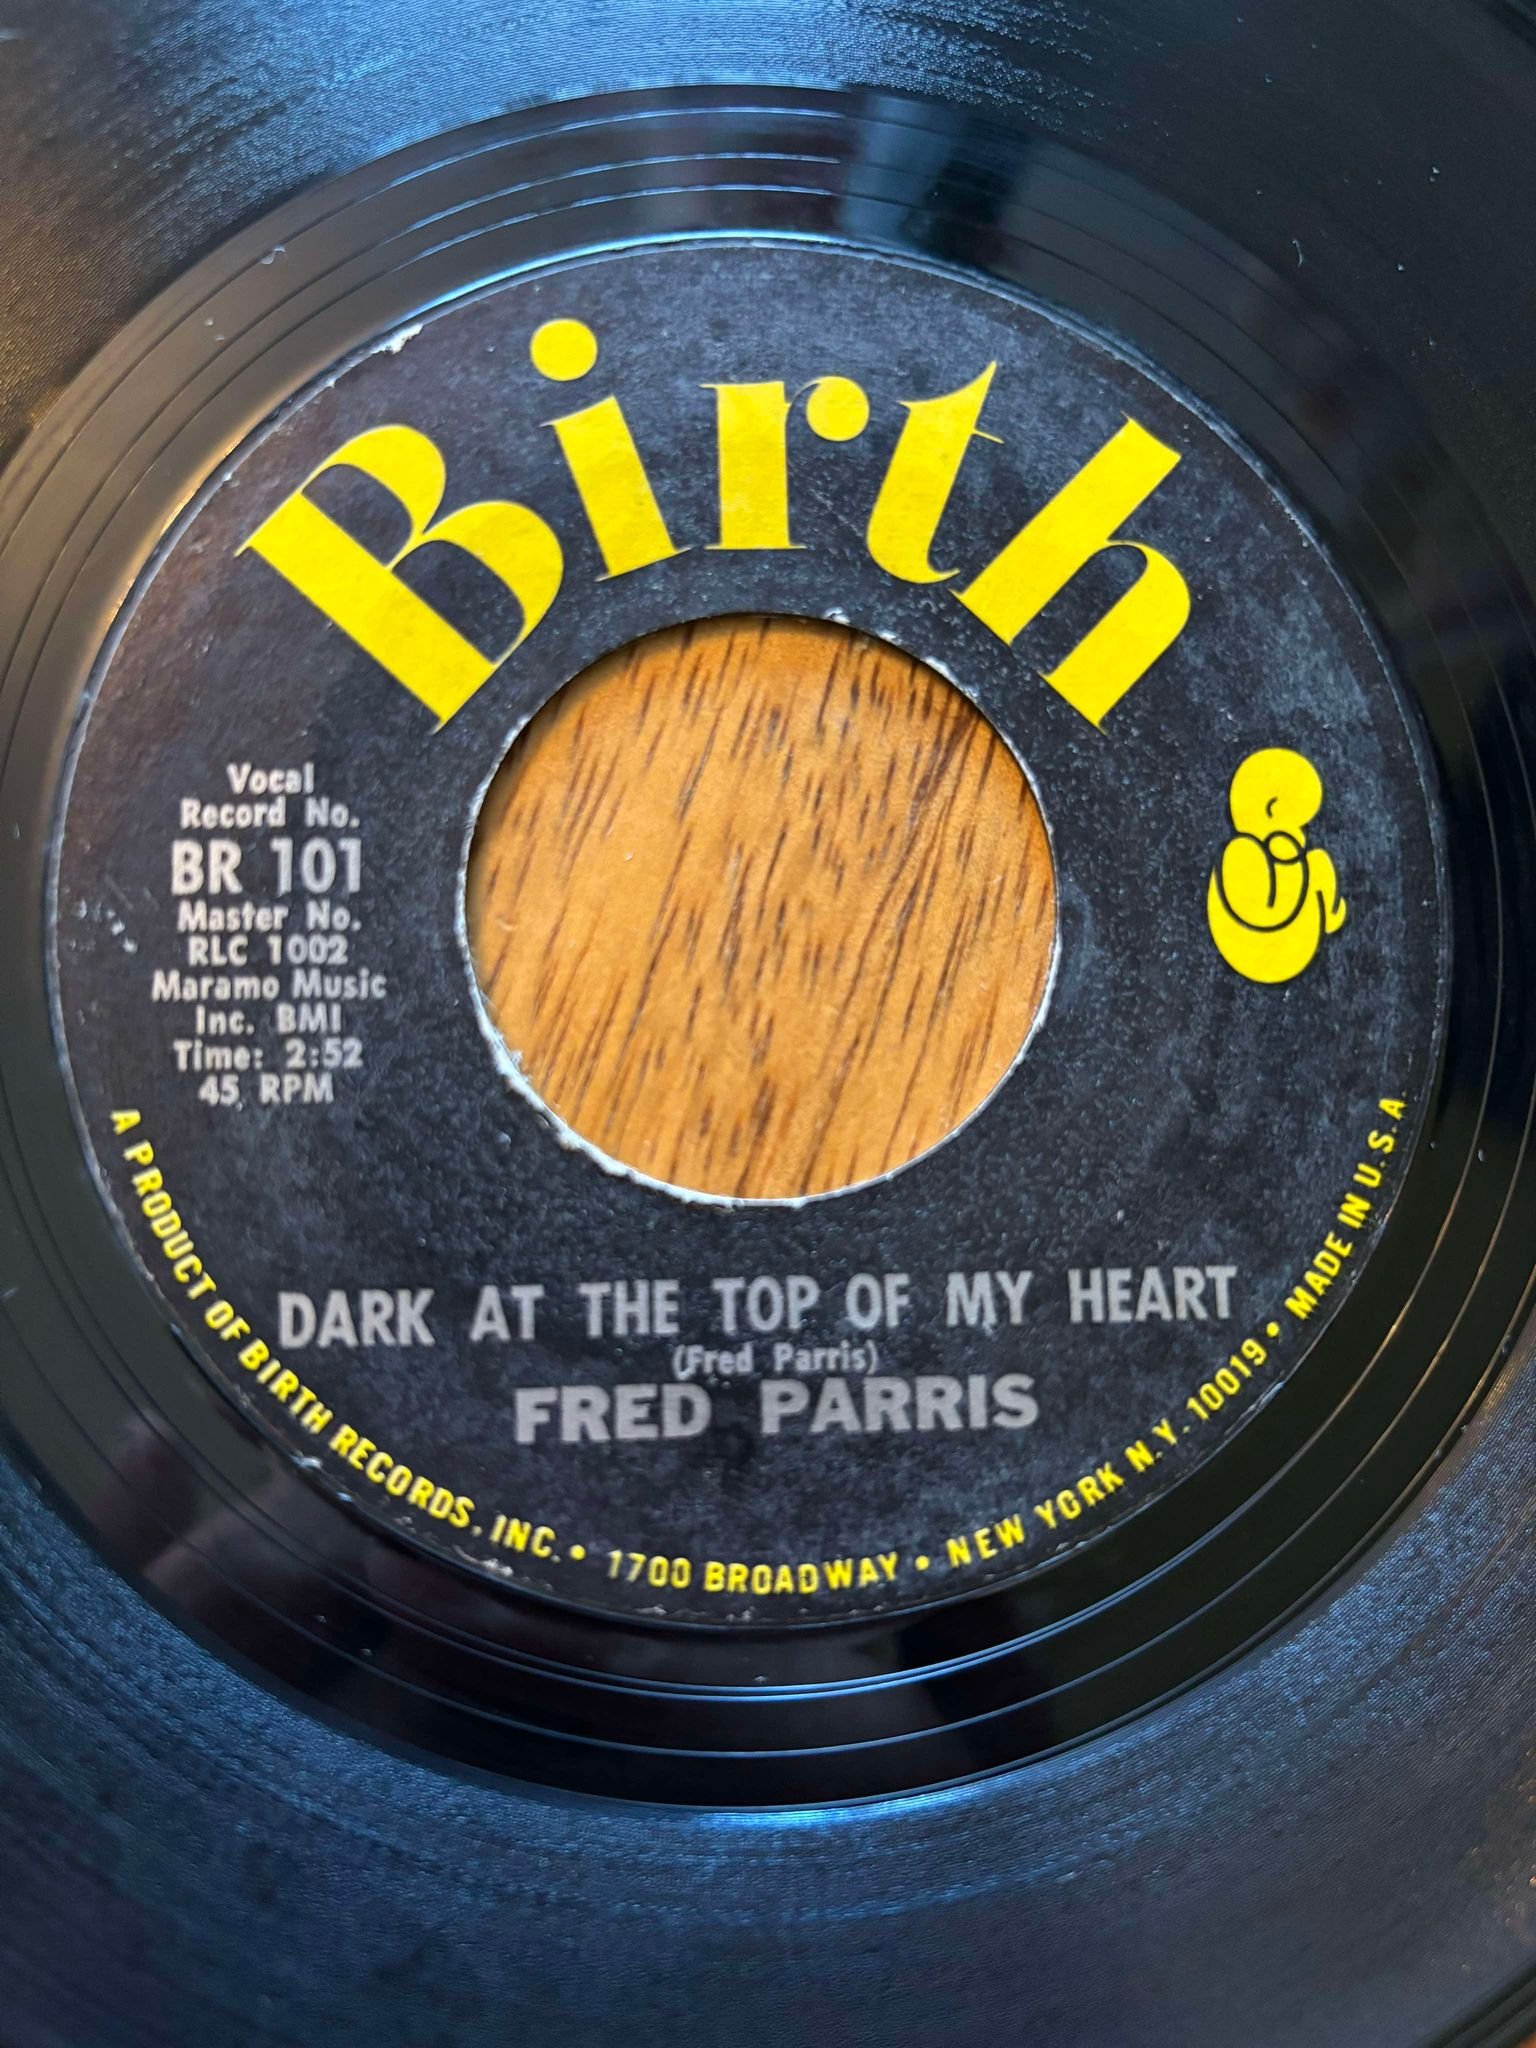 Birth
Vocal
Record No.
BR 101
Master No.
RLC 1002
Maramo Music
Inc. BMI
Time: 2:52
45 RPM
DARK AT THE TOP OF MY HEART
(Fred Parris)
FRED PARRIS
A PRODUCT OF BIRTH RECORDS, INC. • 1700 BROADWAY • NEW YORK N.Y. 10019 • MADE IN U.S.A.